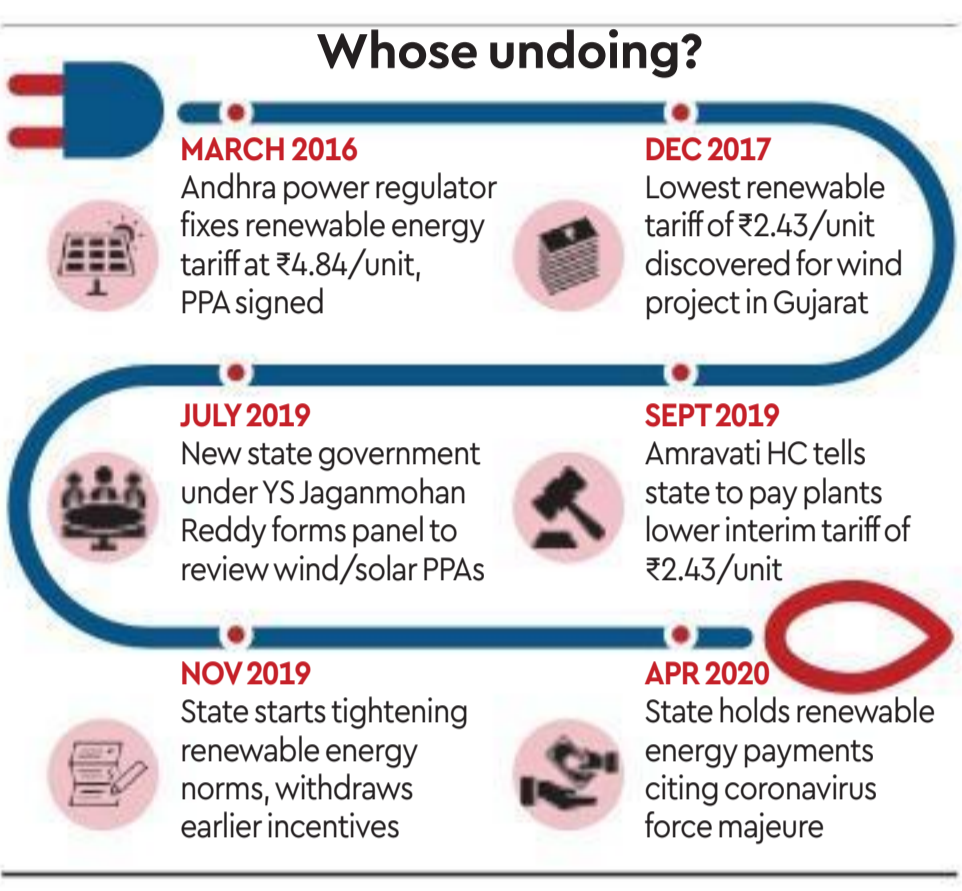 Whose undoing?
MARCH 2016
Andhra power regulator
fixes renewable energy
tariff at ₹4.84/unit,
PPA signed
DEC 2017
Lowest renewable
tariff of ₹2.43/unit
discovered for wind
project in Gujarat
JULY 2019
New state government
under YS Jaganmohan
Reddy forms panel to
review wind/solar PPAs
SEPT 2019
Amravati HC tells
state to pay plants
lower interim tariff of
₹2.43/unit
NOV 2019
State starts tightening
renewable energy
norms, withdraws
earlier incentives
APR 2020
State holds renewable
energy payments
citing coronavirus
force majeure